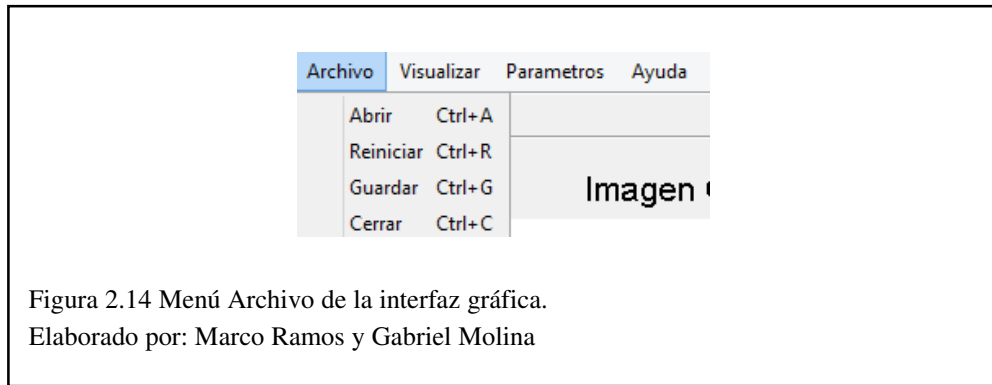 Archivo Visualizar Parametros Ayuda
Abrir Ctrl+A
Reiniciar Ctrl+R
Guardar Ctrl+G
Cerrar Ctrl+C
Imagen
Figura 2.14 Menú Archivo de la interfaz gráfica.
Elaborado por: Marco Ramos y Gabriel Molina